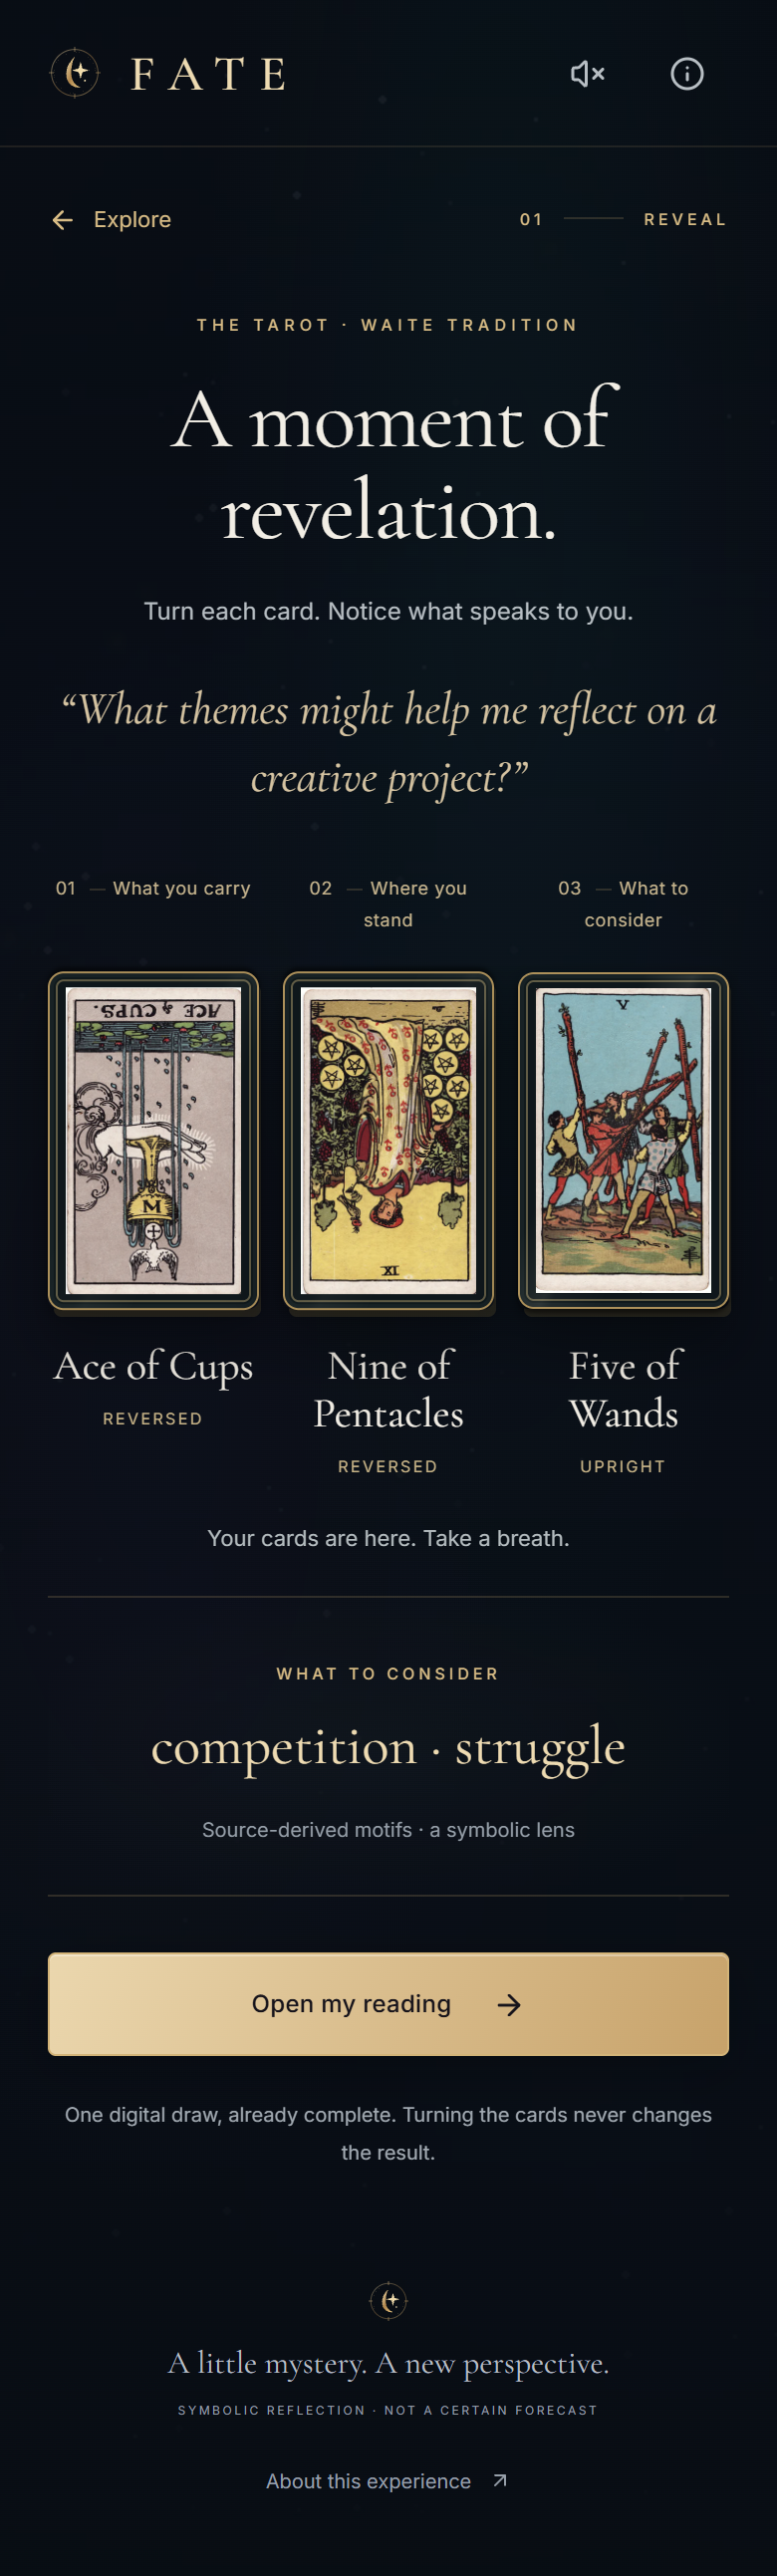 FATE
Explore
01 — REVEAL
THE TAROT · WAITE TRADITION
A moment of
revelation.
Turn each card. Notice what speaks to you.
“What themes might help me reflect on a
creative project?”
01 — What you carry
02 — Where you
stand
03 — What to
consider
ACE of CUPS.
IX
V
Ace of Cups
REVERSED
Nine of
Pentacles
REVERSED
Five of
Wands
UPRIGHT
Your cards are here. Take a breath.
WHAT TO CONSIDER
competition · struggle
Source-derived motifs · a symbolic lens
Open my reading
One digital draw, already complete. Turning the cards never changes
the result.
A little mystery. A new perspective.
SYMBOLIC REFLECTION · NOT A CERTAIN FORECAST
About this experience